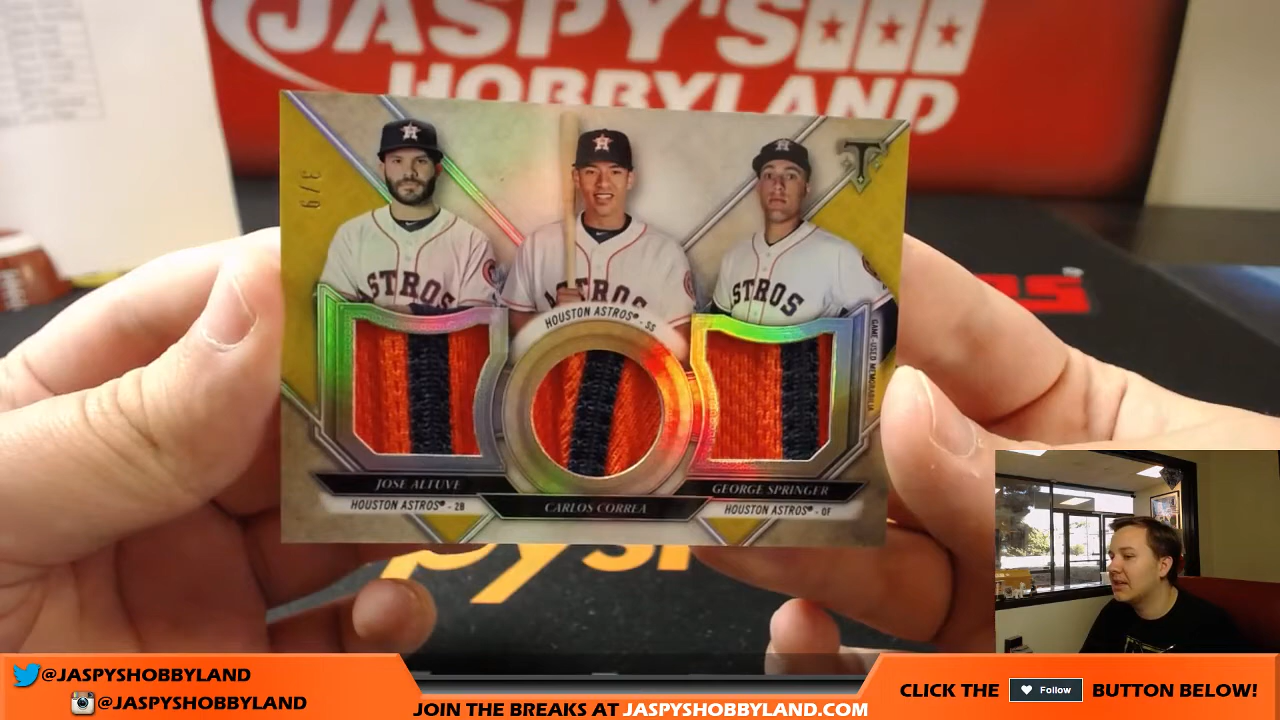 JASPY'S
HOBBYLAND
3/9
T
ASTROS
ASTROS
ASTROS
HOUSTON ASTROS® - SS
GAME-USED MEMORABILIA
JOSE ALTUVE
HOUSTON ASTROS® - 2B
CARLOS CORREA
GEORGE SPRINGER
HOUSTON ASTROS® - OF
@JASPYSHOBBYLAND
@JASPYSHOBBYLAND
JOIN THE BREAKS AT JASPYSHOBBYLAND.COM
CLICK THE Follow BUTTON BELOW!